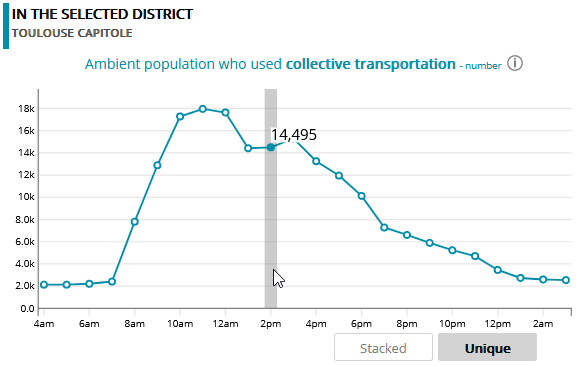 IN THE SELECTED DISTRICT
TOULOUSE CAPITOLE
Ambient population who used collective transportation - number i
18k
16k
14k
12k
10k
8.0k
6.0k
4.0k
2.0k
0.0
14,495
4am 6am 8am 10am 12am 2pm 4pm 6pm 8pm 10pm 12pm 2am
Stacked Unique